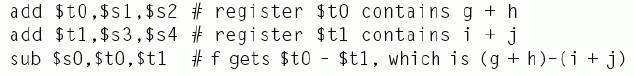 add $t0,$s1,$s2 # register $t0 contains g + h
add $t1,$s3,$s4 # register $t1 contains i + j
sub $s0,$t0,$t1 # f gets $t0 – $t1, which is (g + h)–(i + j)